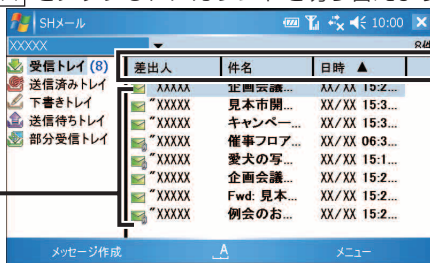 SHメール 10:00
XXXXX 8件
受信トレイ (8)
送信済みトレイ
下書きトレイ
送信待ちトレイ
部分受信トレイ
差出人 件名 日時 ▲
"XXXXX 企画会議... XX/XX 15:2...
"XXXXX 見本市開... XX/XX 15:3...
"XXXXX キャンペー... XX/XX 15:3...
"XXXXX 催事フロア... XX/XX 06:3...
"XXXXX 愛犬の写... XX/XX 15:1...
"XXXXX 企画会議... XX/XX 15:2...
"XXXXX Fwd: 見本... XX/XX 15:2...
"XXXXX 例会のお... XX/XX 15:2...
メッセージ作成 A メニュー